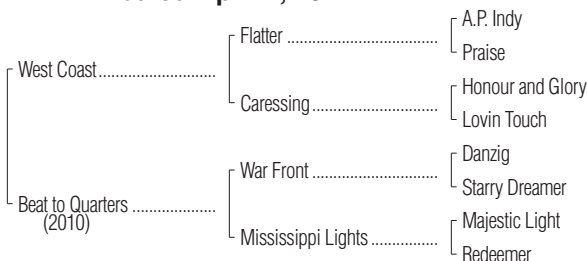 A.P. Indy
Flatter
Praise
West Coast
Honour and Glory
Caressing
Lovin Touch
Danzig
War Front
Starry Dreamer
Beat to Quarters
(2010)
Majestic Light
Mississippi Lights
Redeemer